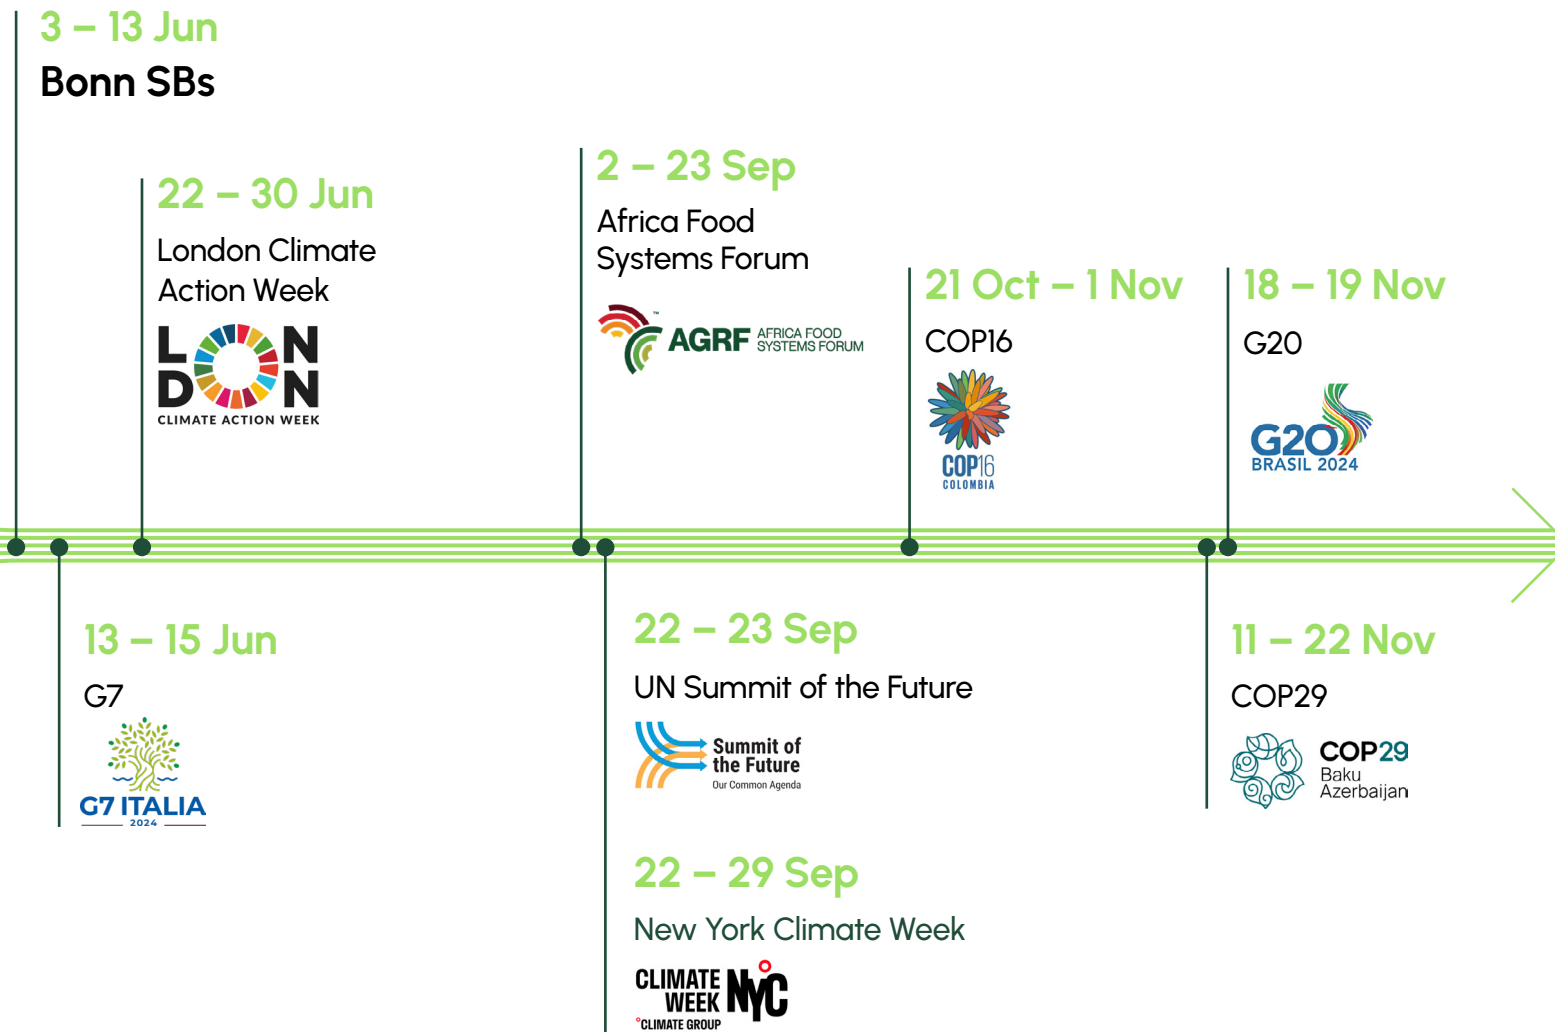 3 – 13 Jun
Bonn SBs
22 – 30 Jun
London Climate
Action Week
LON
DON
CLIMATE ACTION WEEK
2 – 23 Sep
Africa Food
Systems Forum
™
AGRF
AFRICA FOOD
SYSTEMS FORUM
21 Oct – 1 Nov
COP16
COP16
COLOMBIA
18 – 19 Nov
G20
G20
BRASIL 2024
13 – 15 Jun
G7
G7 ITALIA
2024
22 – 23 Sep
UN Summit of the Future
Summit of
the Future
Our Common Agenda
22 – 29 Sep
New York Climate Week
CLIMATE
WEEK
NYC
°CLIMATE GROUP
11 – 22 Nov
COP29
COP29
Baku
Azerbaijan